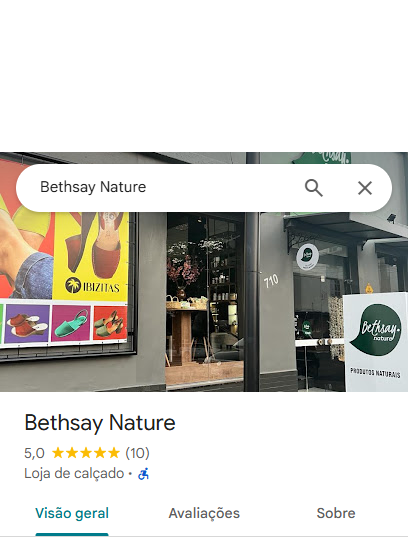 Bethsay.
Bethsay Nature
IBIZITAS
710
Bethsay.
nature
PRODUTOS NATURAIS
Bethsay Nature
5,0 ★★★★★ (10)
Loja de calçado ·
Visão geral Avaliações Sobre